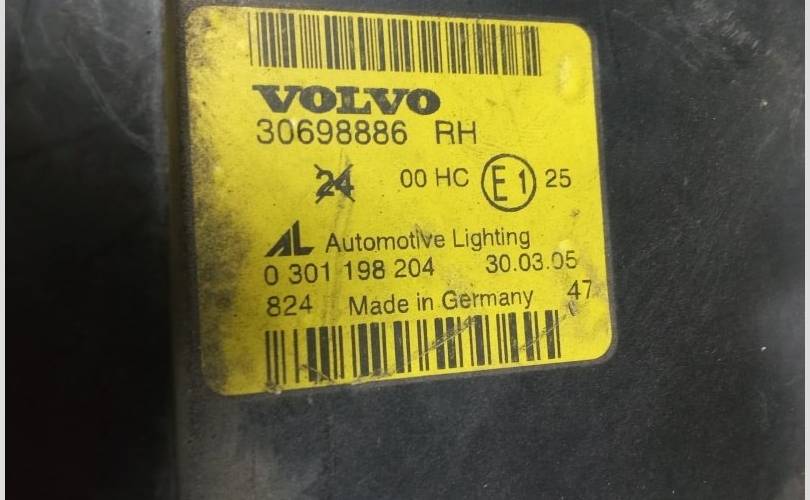 VOLVO
30698886 RH
24 00 HC E1 25
AL Automotive Lighting
0 301 198 204 30.03.05
824 Made in Germany 47